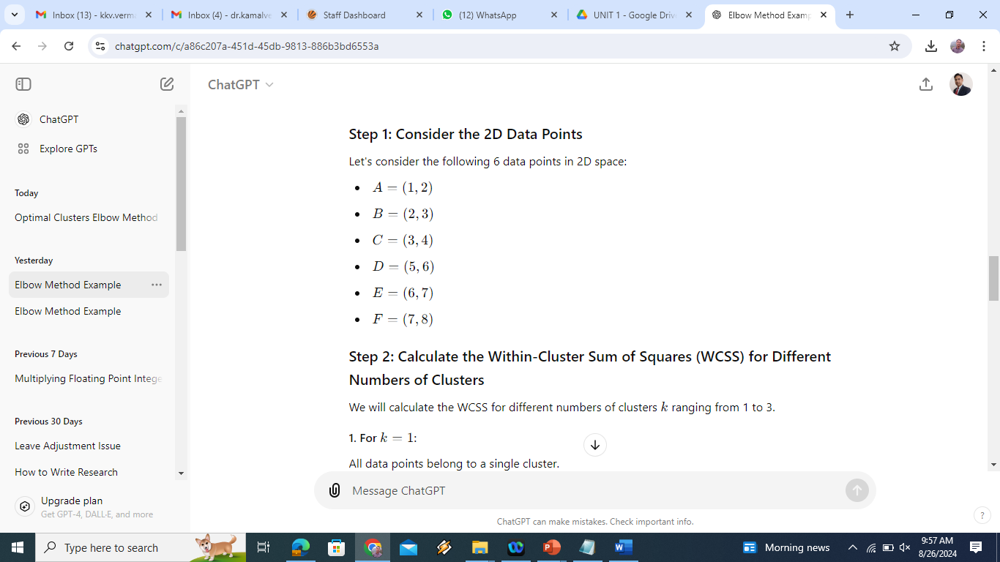 Inbox (13) - kkv.verma
Inbox (4) - dr.kamalve
Staff Dashboard
(12) WhatsApp
UNIT 1 - Google Driv
Elbow Method Examp
chatgpt.com/c/a86c207a-451d-45db-9813-886b3bd6553a
ChatGPT
ChatGPT
Explore GPTs
Today
Optimal Clusters Elbow Method
Yesterday
Elbow Method Example
Elbow Method Example
Previous 7 Days
Multiplying Floating Point Intege
Previous 30 Days
Leave Adjustment Issue
How to Write Research
Upgrade plan
Get GPT-4, DALL·E, and more
Step 1: Consider the 2D Data Points
Let's consider the following 6 data points in 2D space:
• A = (1, 2)
• B = (2, 3)
• C = (3, 4)
• D = (5, 6)
• E = (6, 7)
• F = (7, 8)
Step 2: Calculate the Within-Cluster Sum of Squares (WCSS) for Different
Numbers of Clusters
We will calculate the WCSS for different numbers of clusters k ranging from 1 to 3.
1. For k = 1:
All data points belong to a single cluster.
Message ChatGPT
ChatGPT can make mistakes. Check important info.
?
Type here to search
Morning news
9:57 AM
8/26/2024